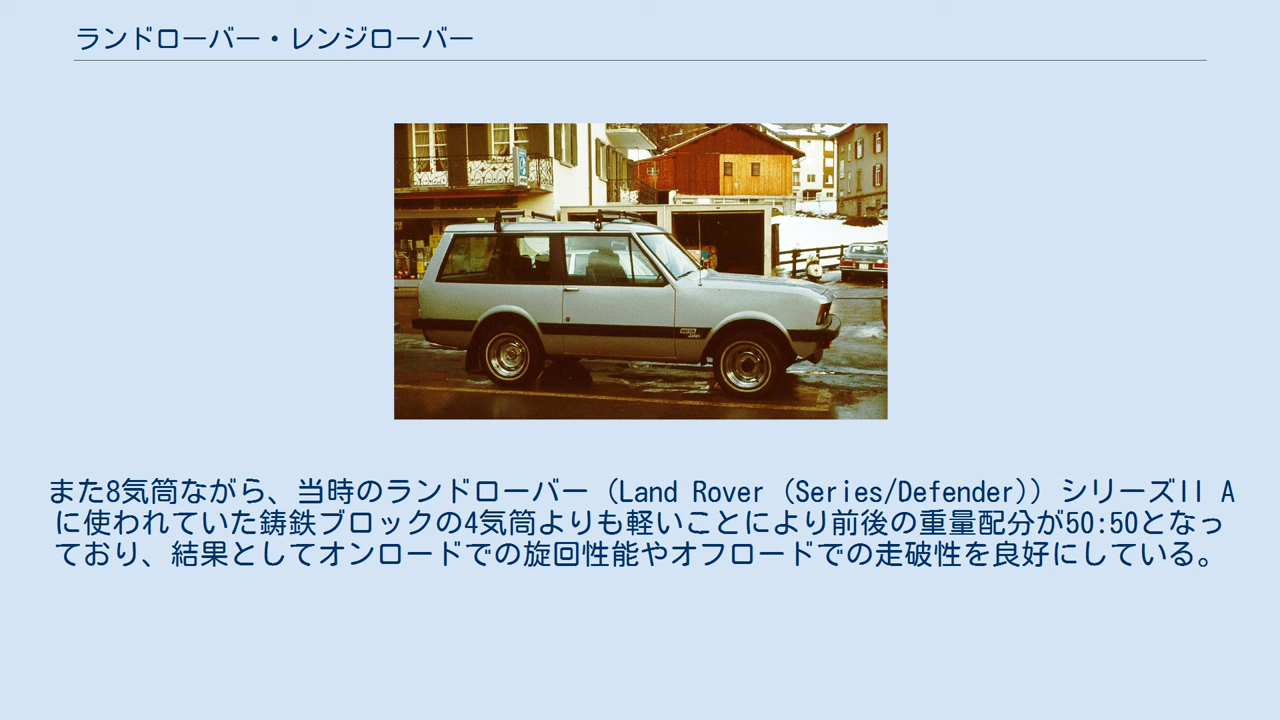 ランドローバー・レンジローバー
また8気筒ながら、当時のランドローバー（Land Rover（Series/Defender））シリーズII A
に使われていた鋳鉄ブロックの4気筒よりも軽いことにより前後の重量配分が50:50となっ
ており、結果としてオンロードでの旋回性能やオフロードでの走破性を良好にしている。